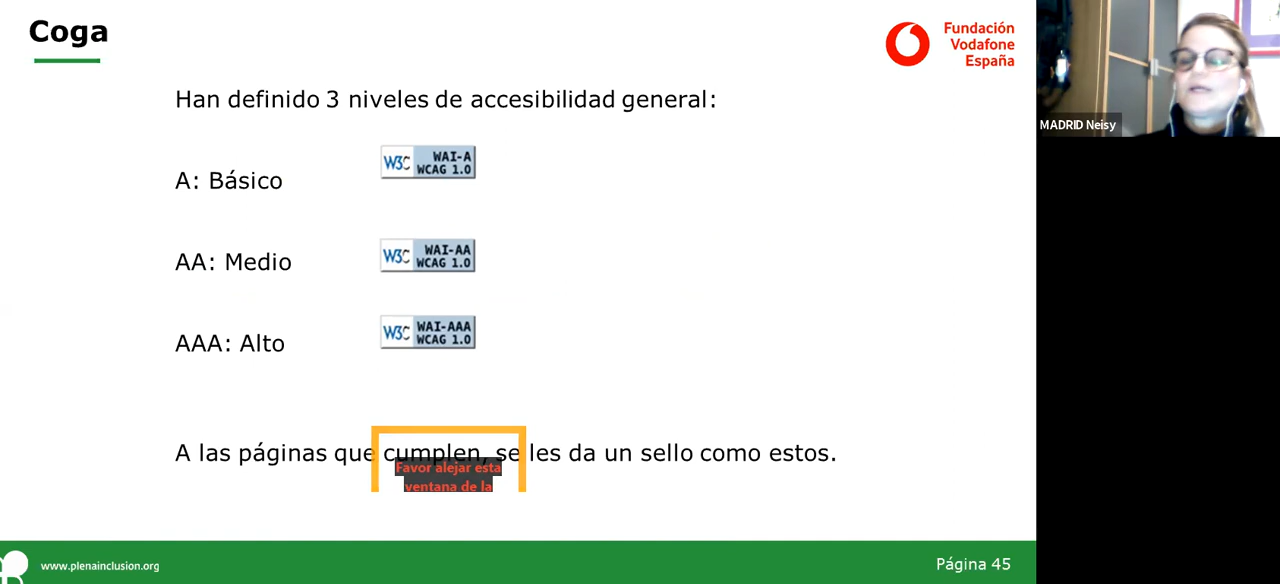 Coga
Fundación
Vodafone
España
Han definido 3 niveles de accesibilidad general:
A: Básico
W3C WAI-A
WCAG 1.0
AA: Medio
W3C WAI-AA
WCAG 1.0
AAA: Alto
W3C WAI-AAA
WCAG 1.0
A las páginas que cumplen, se les da un sello como estos.
Favor alejar esta
ventana de la
www.plenainclusion.org
Página 45
MADRID Neisy